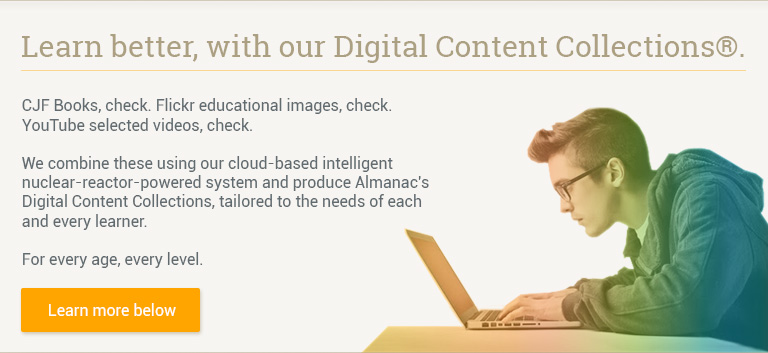 Learn better, with our Digital Content Collections®.
CJF Books, check. Flickr educational images, check.
YouTube selected videos, check.
We combine these using our cloud-based intelligent
nuclear-reactor-powered system and produce Almanac's
Digital Content Collections, tailored to the needs of each
and every learner.
For every age, every level.
Learn more below